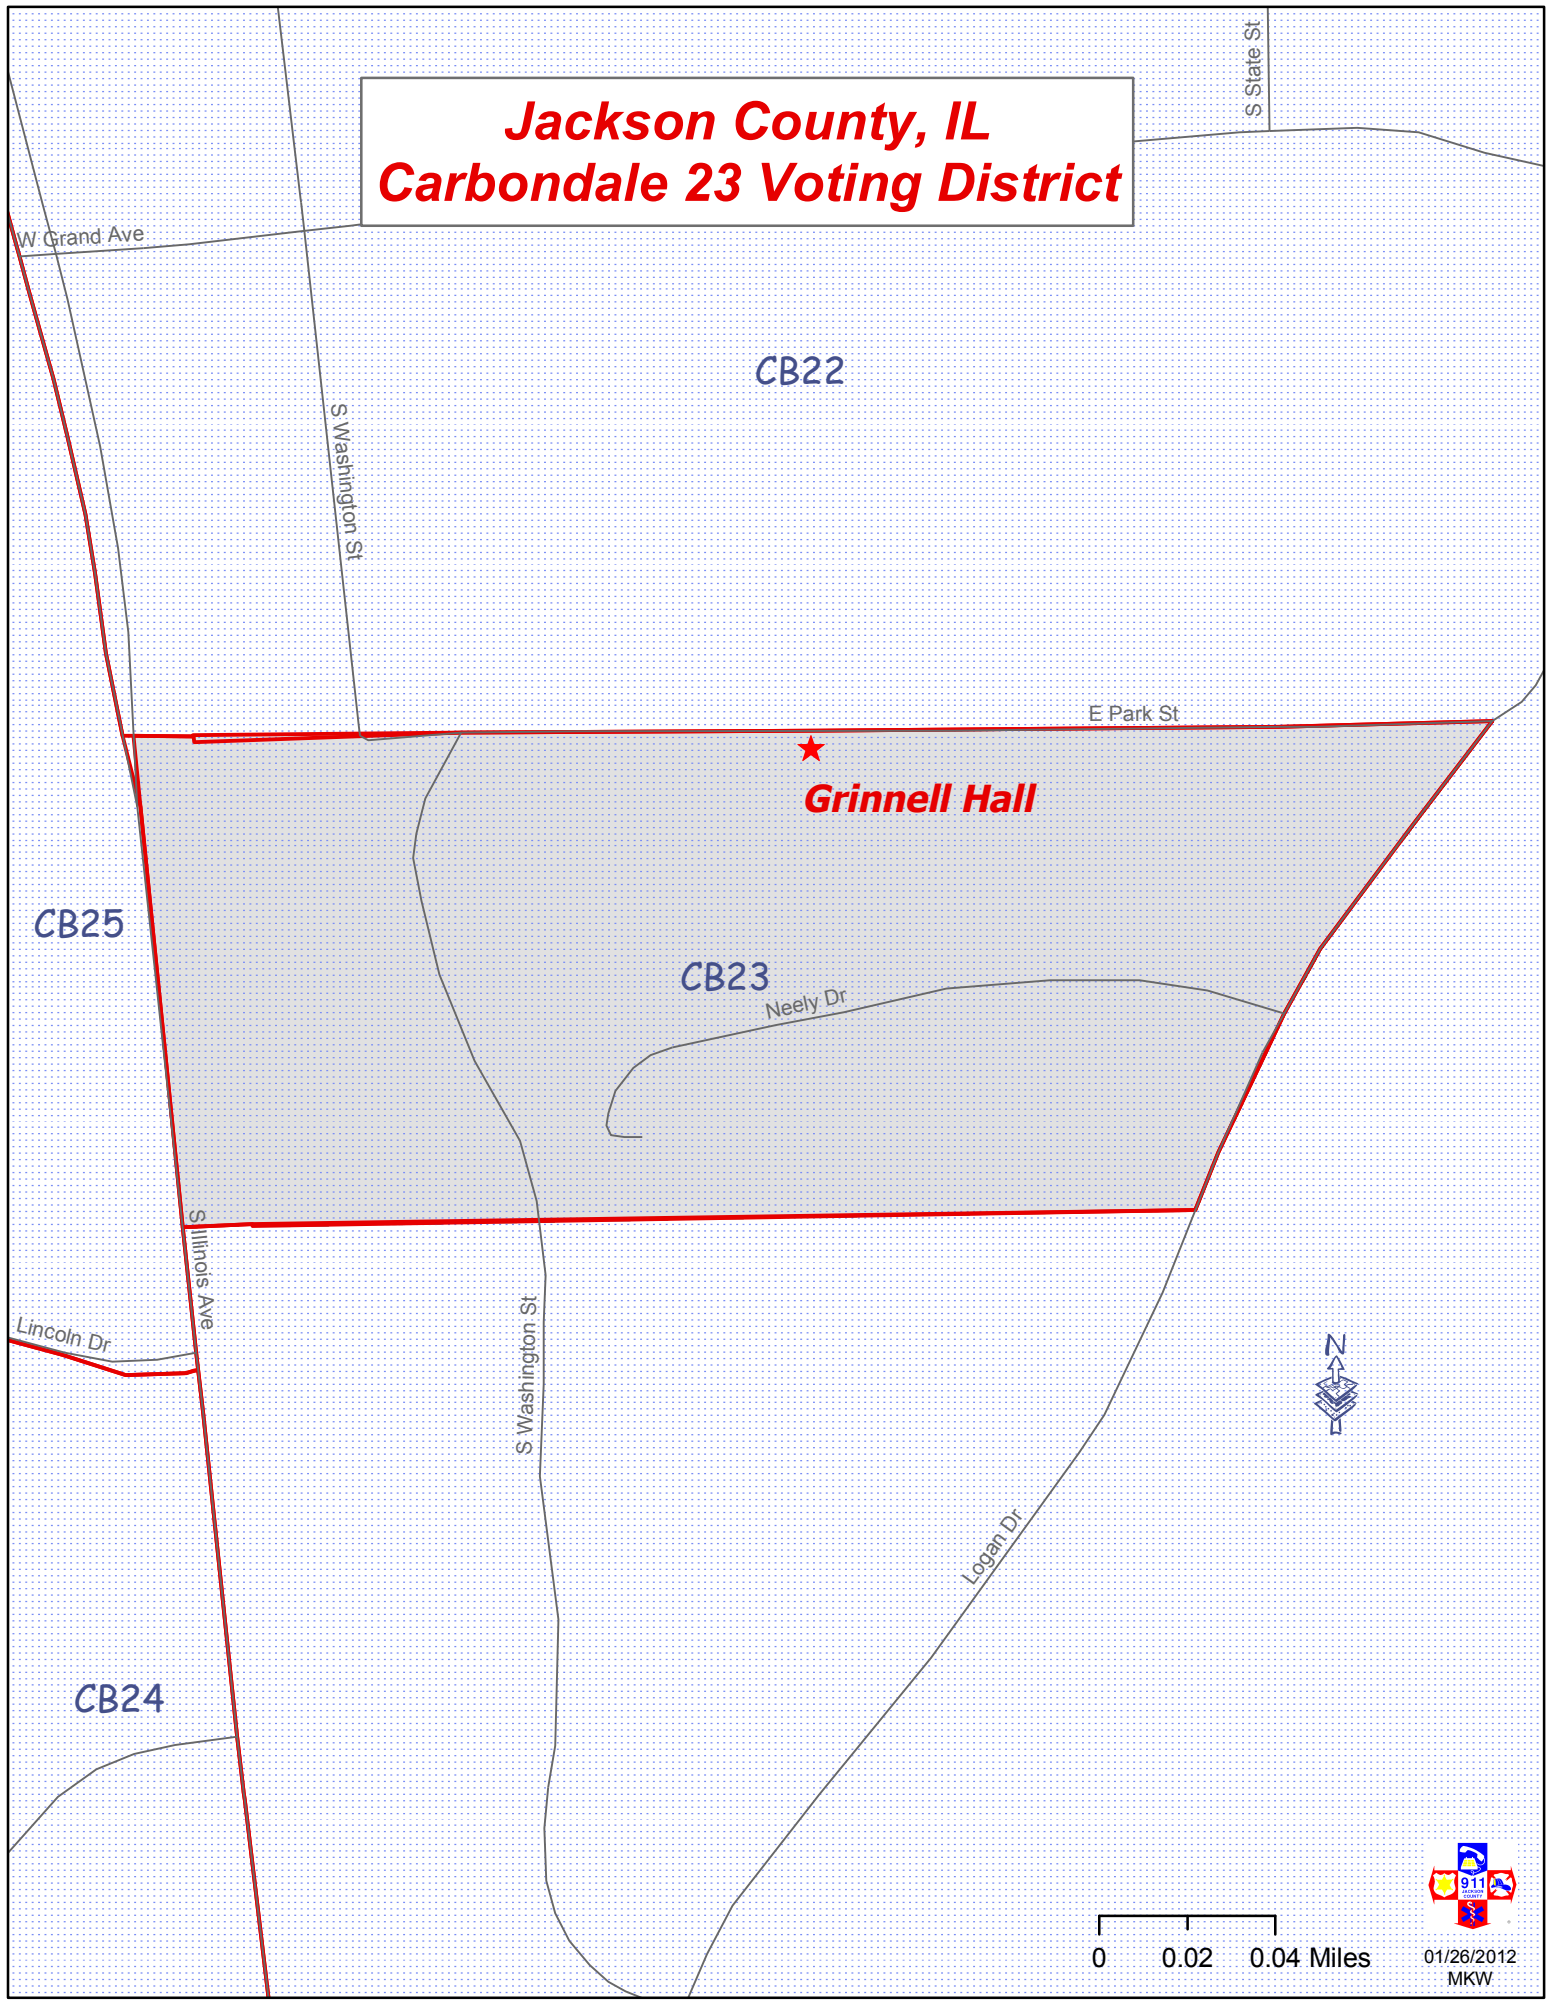 S State St
Jackson County, IL
Carbondale 23 Voting District
W Grand Ave
CB22
S Washington St
E Park St
Grinnell Hall
CB25
CB23
Neely Dr
S Illinois Ave
Lincoln Dr
S Washington St
N
Logan Dr
CB24
911
JACKSON
COUNTY
0 0.02 0.04 Miles
01/26/2012
MKW